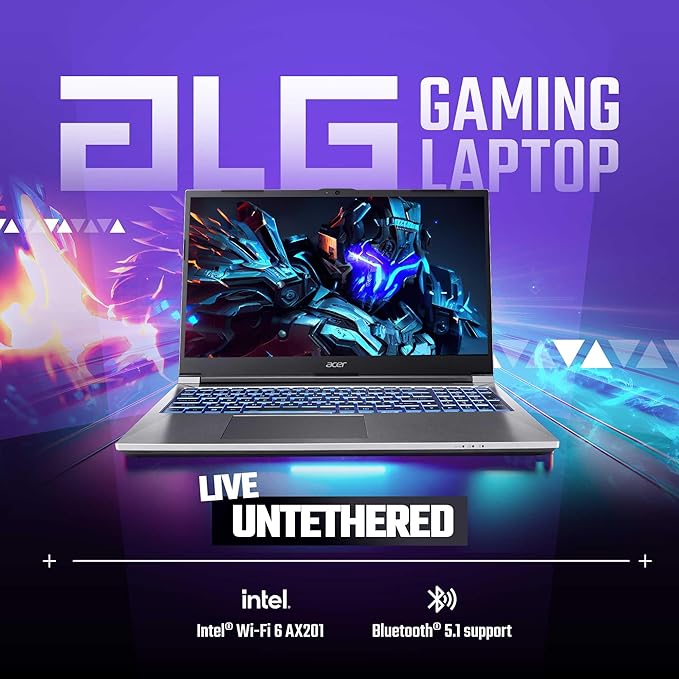 ALG GAMING
LAPTOP
acer
LIVE
UNTETHERED
intel.
Intel® Wi-Fi 6 AX201
Bluetooth® 5.1 support